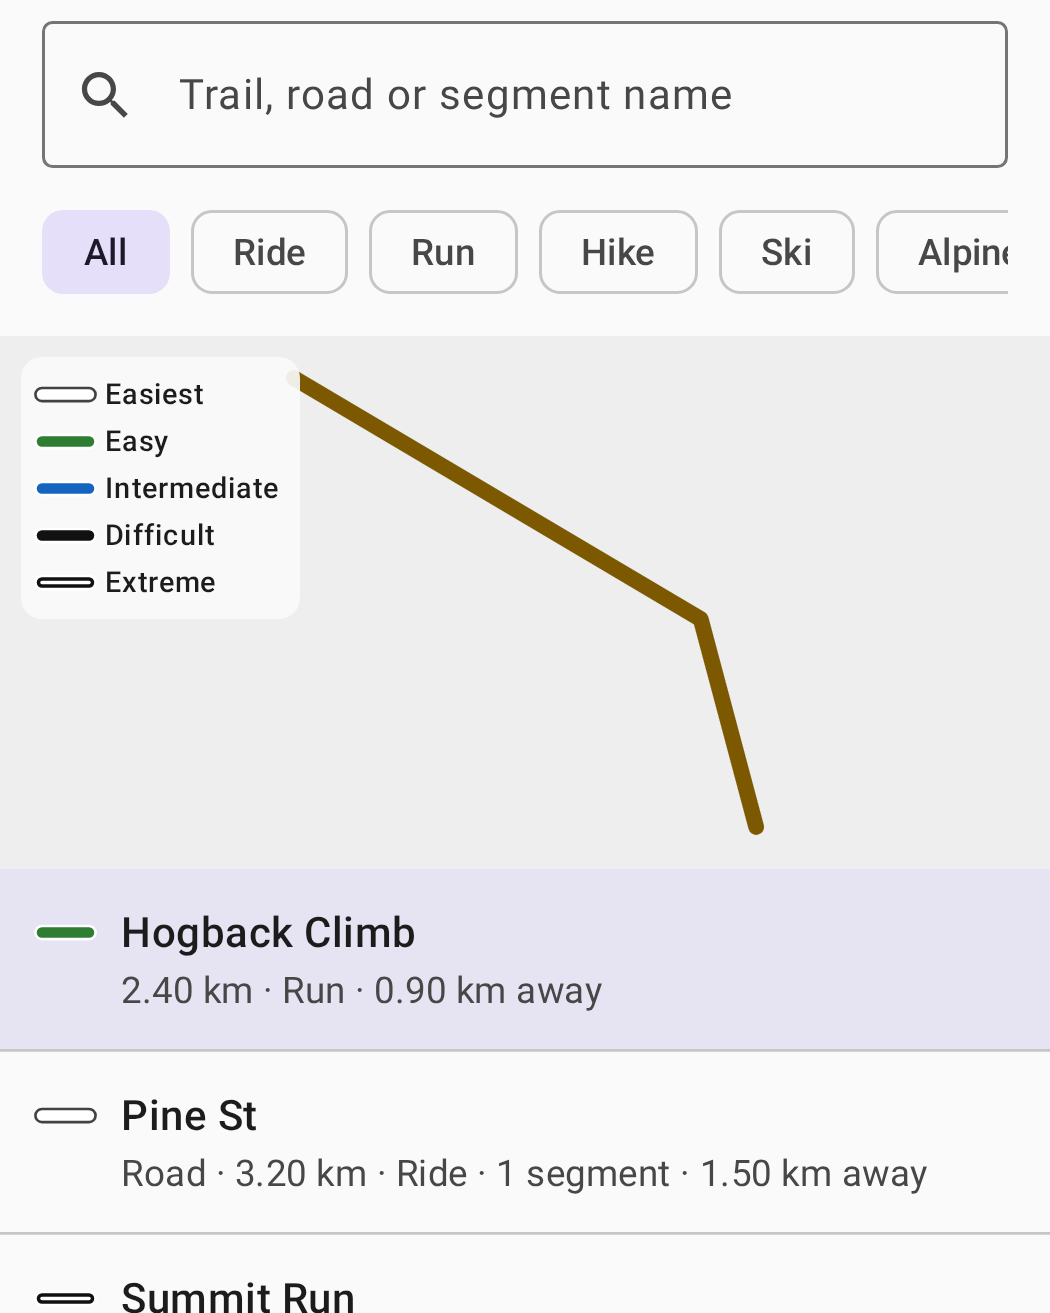 Trail, road or segment name
All Ride Run Hike Ski Alpine
Easiest
Easy
Intermediate
Difficult
Extreme
Hogback Climb
2.40 km · Run · 0.90 km away
Pine St
Road · 3.20 km · Ride · 1 segment · 1.50 km away
Summit Run